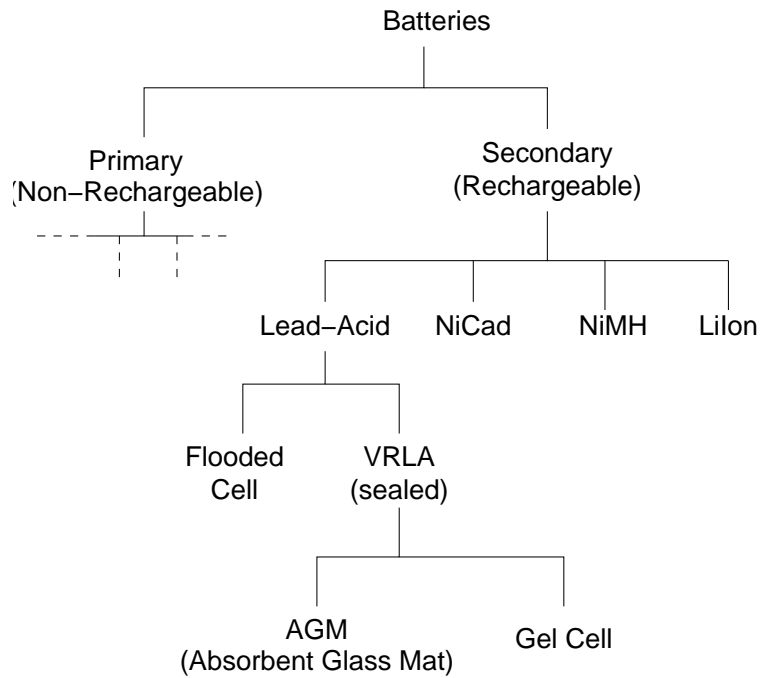 Batteries
Primary
(Non−Rechargeable)
Secondary
(Rechargeable)
Lead−Acid
NiCad
NiMH
LiIon
Flooded
Cell
VRLA
(sealed)
AGM
(Absorbent Glass Mat)
Gel Cell